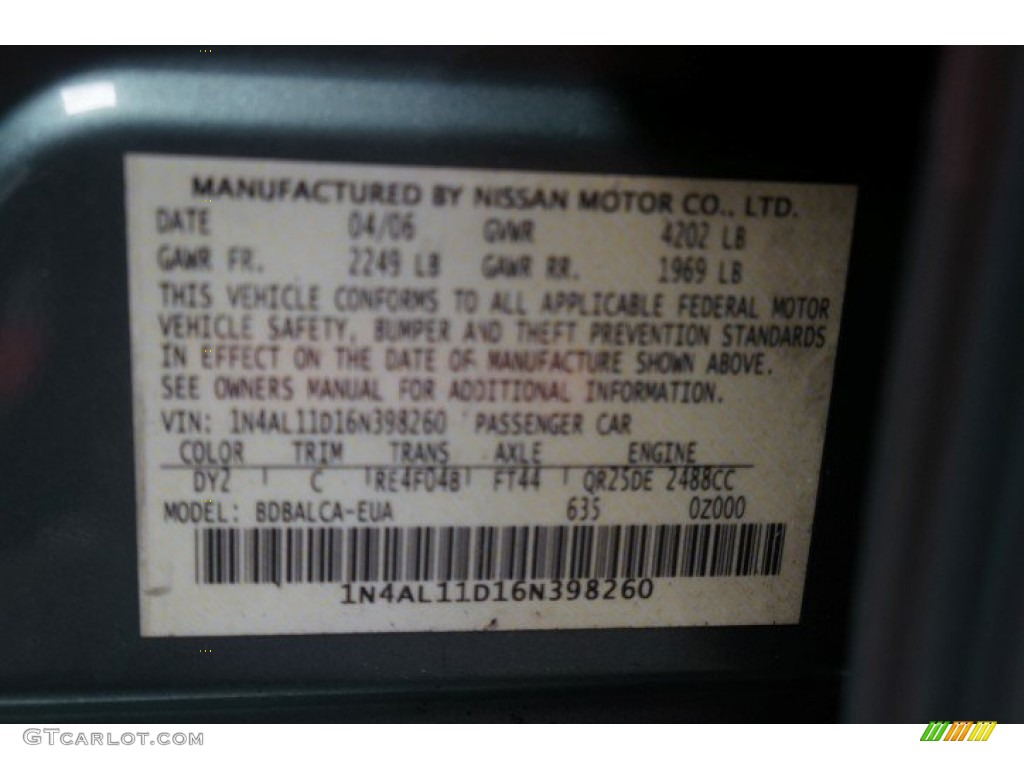 MANUFACTURED BY NISSAN MOTOR CO., LTD.
DATE 04/06 GVWR 4202 LB
GAWR FR. 2249 LB GAWR RR. 1969 LB
THIS VEHICLE CONFORMS TO ALL APPLICABLE FEDERAL MOTOR
VEHICLE SAFETY, BUMPER AND THEFT PREVENTION STANDARDS
IN EFFECT ON THE DATE OF MANUFACTURE SHOWN ABOVE.
SEE OWNERS MANUAL FOR ADDITIONAL INFORMATION.
VIN: 1N4AL11D16N398260 PASSENGER CAR
COLOR TRIM TRANS AXLE ENGINE
DY2 C RE4F04B FT44 QR25DE 2488CC
MODEL: BDBALCA-EUA 635 0Z000
1N4AL11D16N398260
GTCARLOT.COM